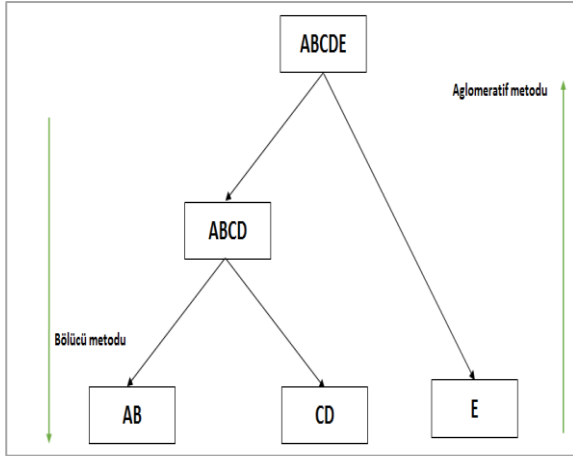 ABCDE
Aglomeratif metodu
ABCD
Bölücü metodu
AB
CD
E